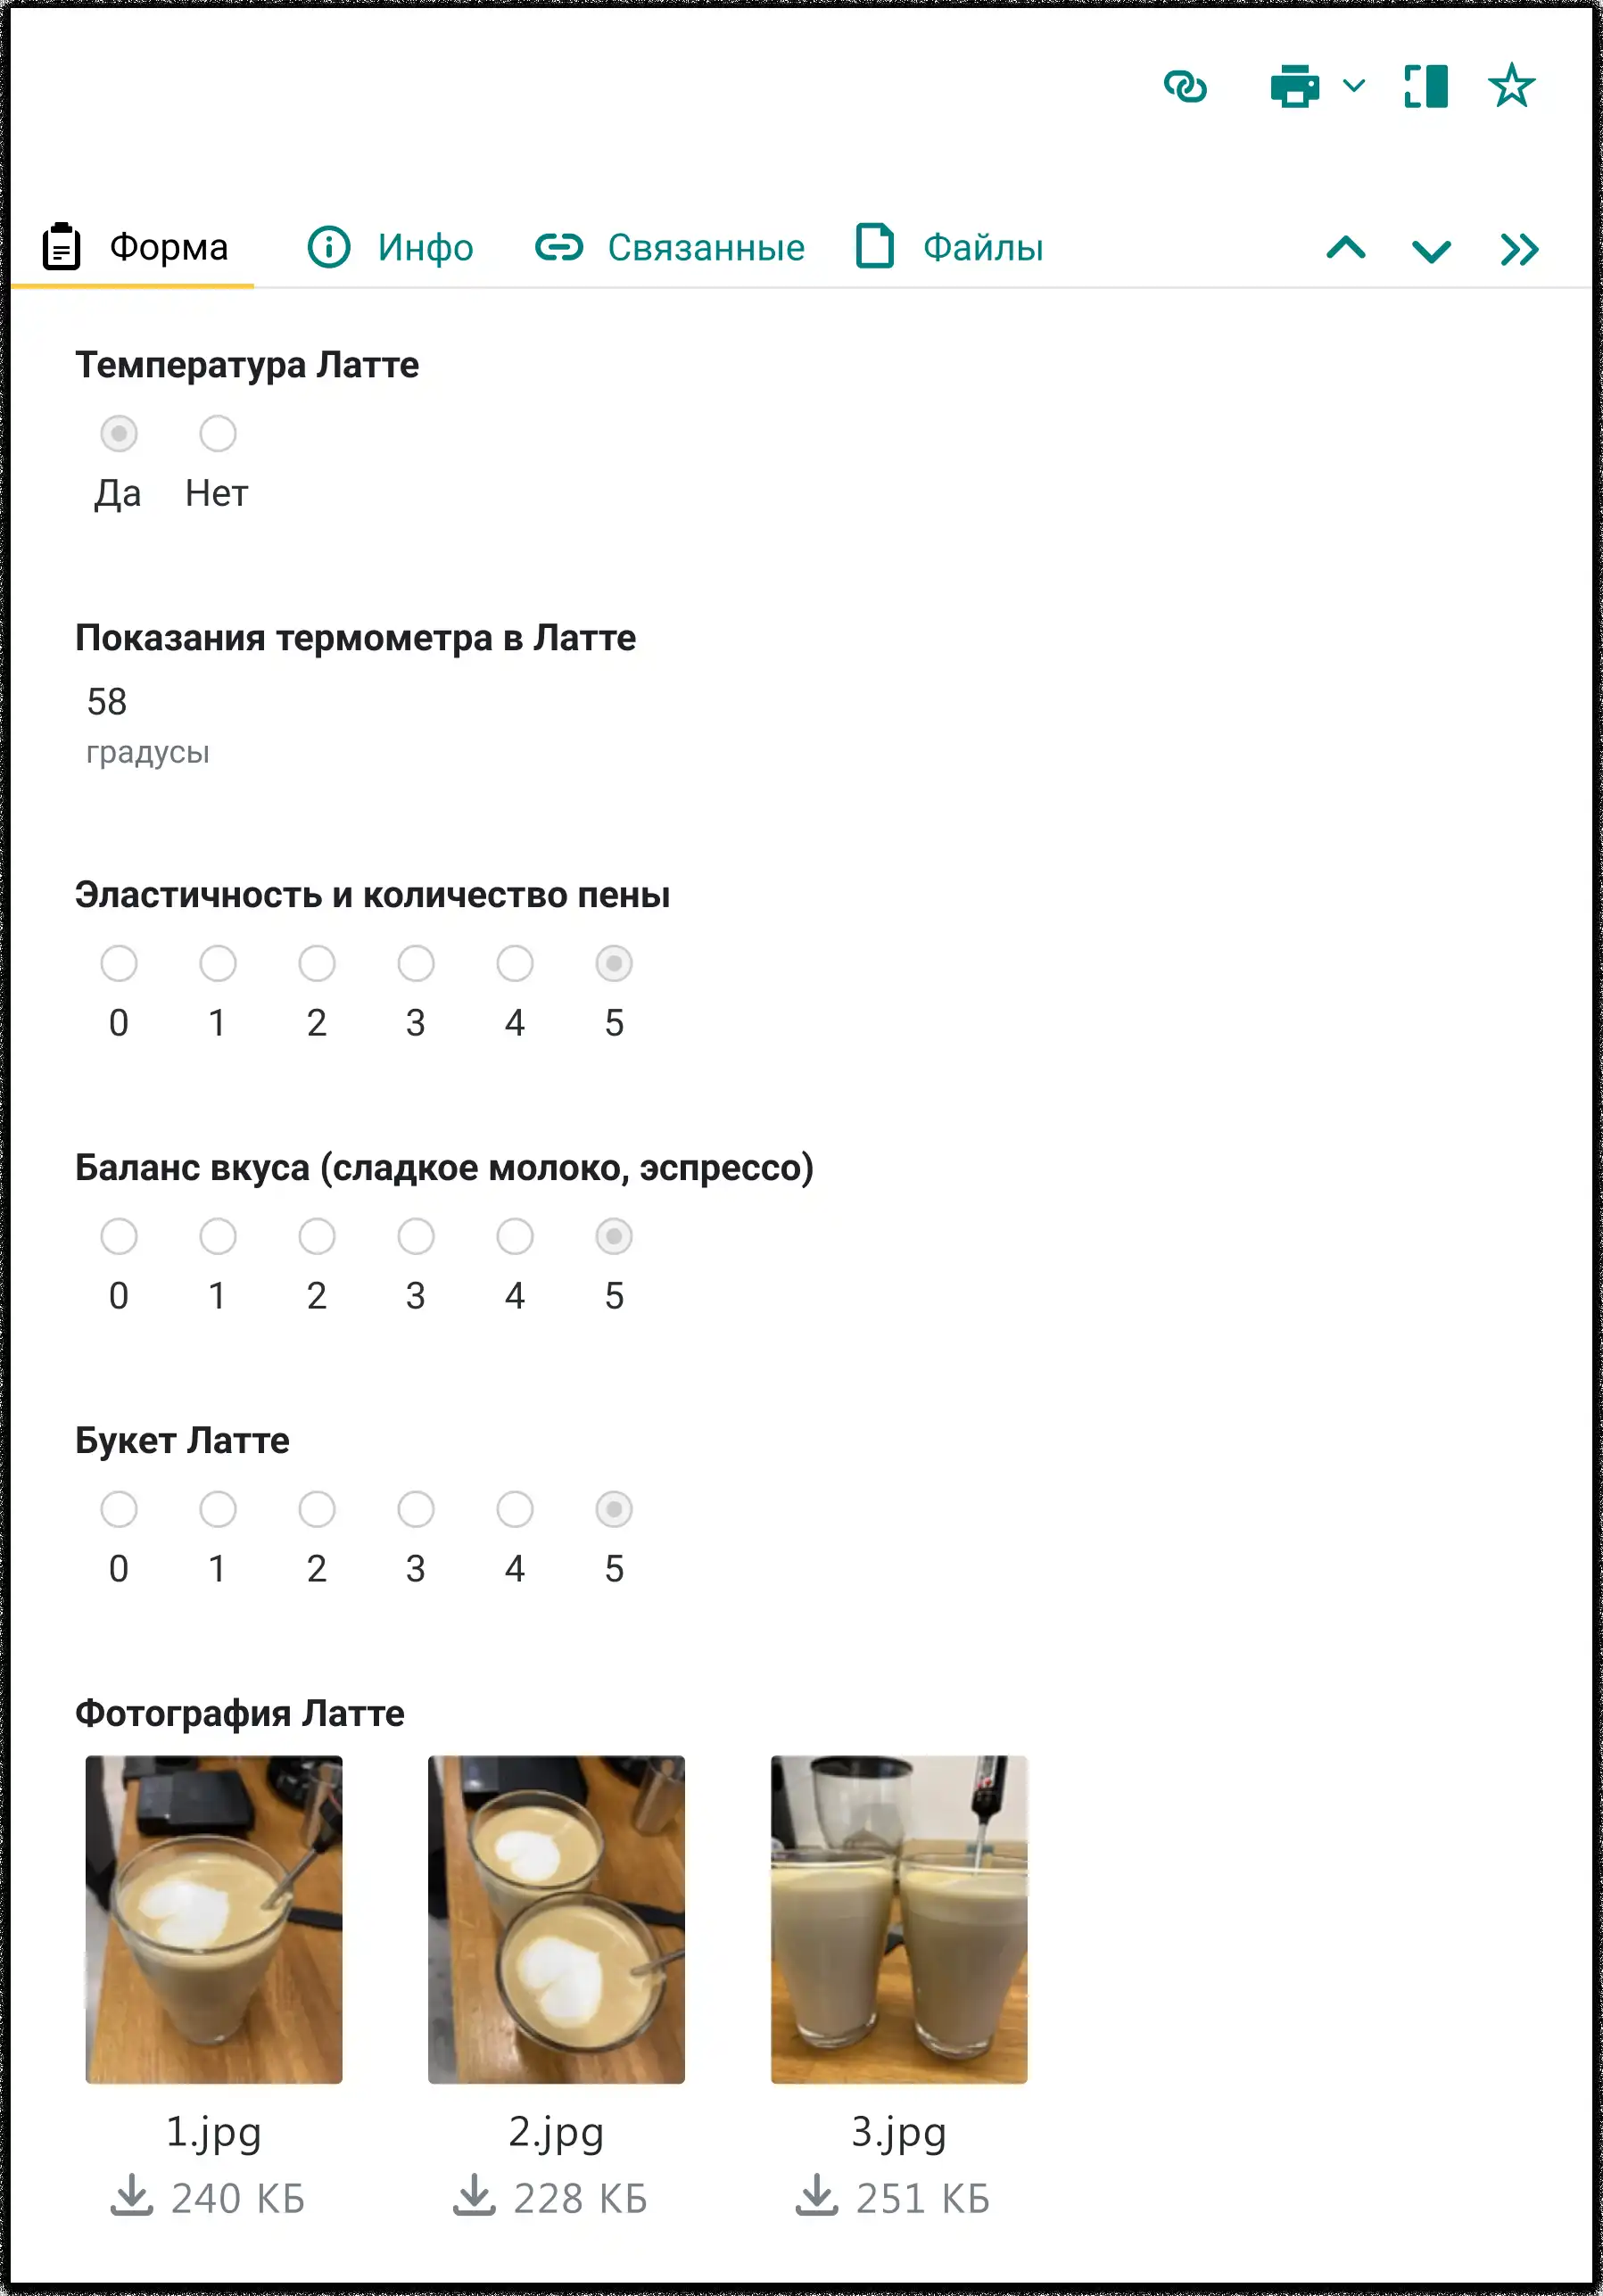 Форма Инфо Связанные Файлы
Температура Латте
Да Нет
Показания термометра в Латте
58
градусы
Эластичность и количество пены
0 1 2 3 4 5
Баланс вкуса (сладкое молоко, эспрессо)
0 1 2 3 4 5
Букет Латте
0 1 2 3 4 5
Фотография Латте
1.jpg 2.jpg 3.jpg
240 КБ 228 КБ 251 КБ